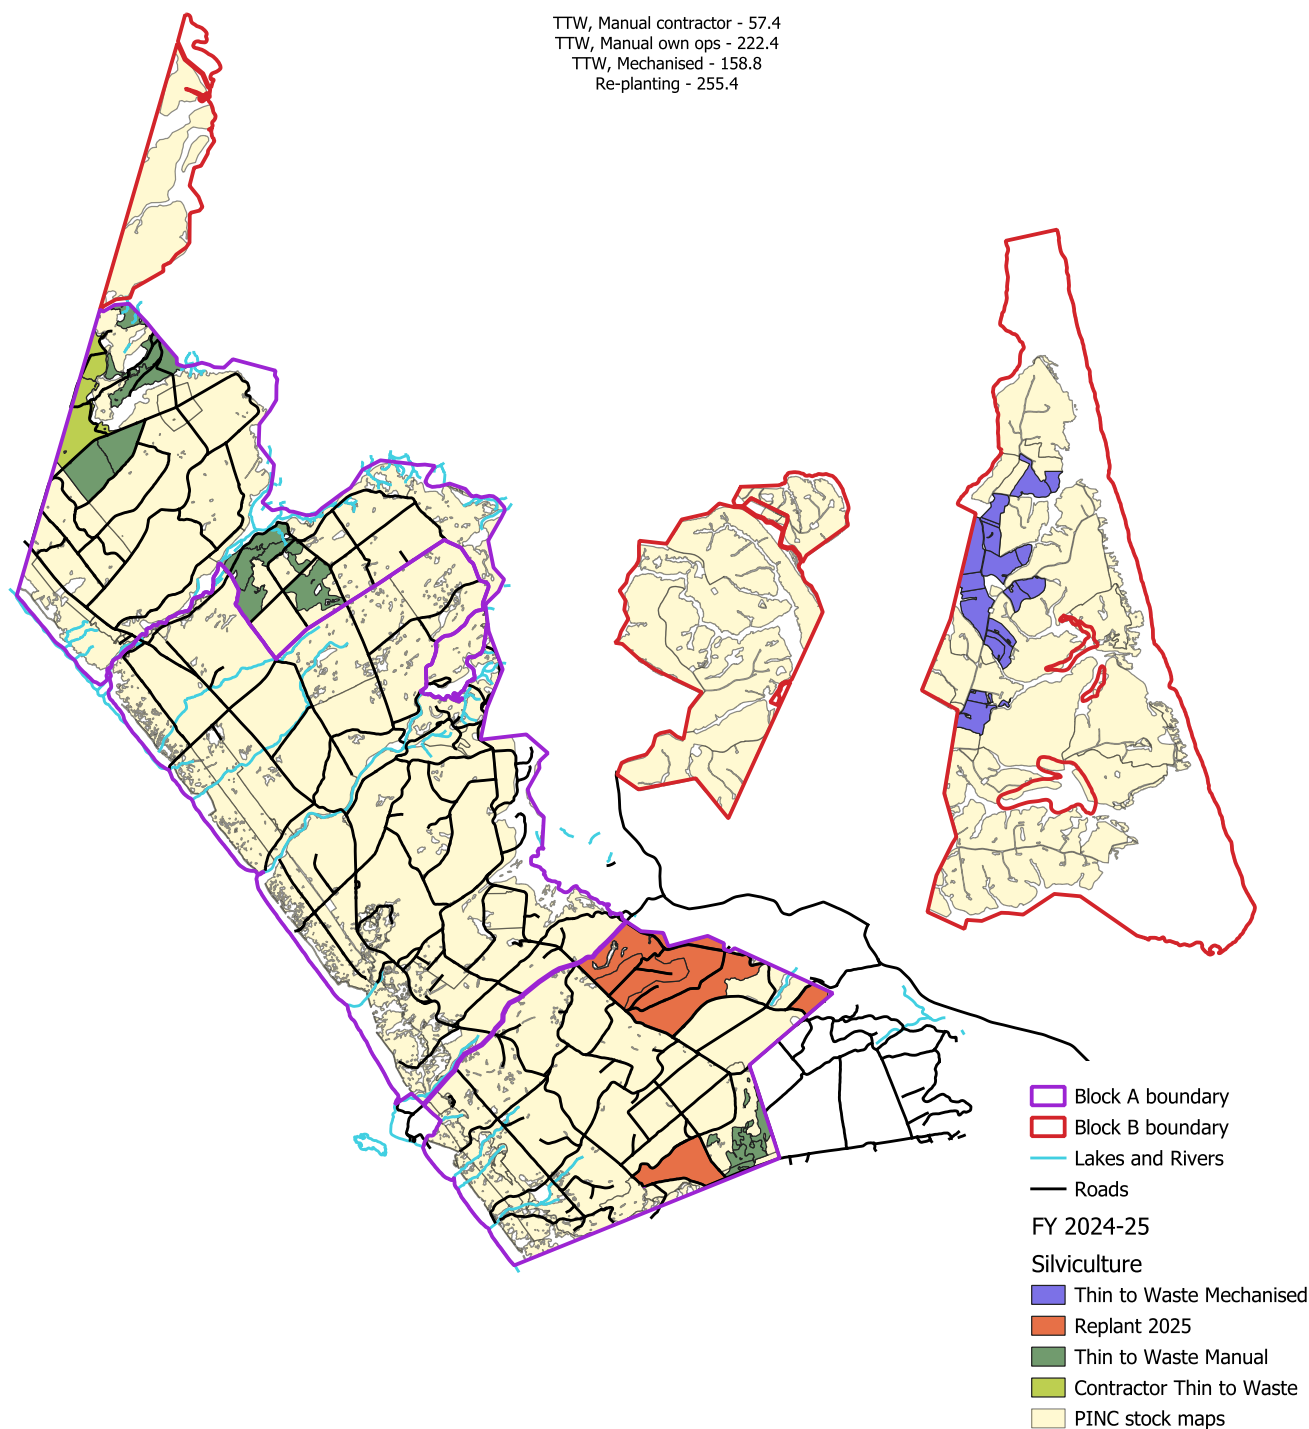 TTW, Manual contractor - 57.4
TTW, Manual own ops - 222.4
TTW, Mechanised - 158.8
Re-planting - 255.4
Block A boundary
Block B boundary
Lakes and Rivers
Roads
FY 2024-25
Silviculture
Thin to Waste Mechanised
Replant 2025
Thin to Waste Manual
Contractor Thin to Waste
PINC stock maps